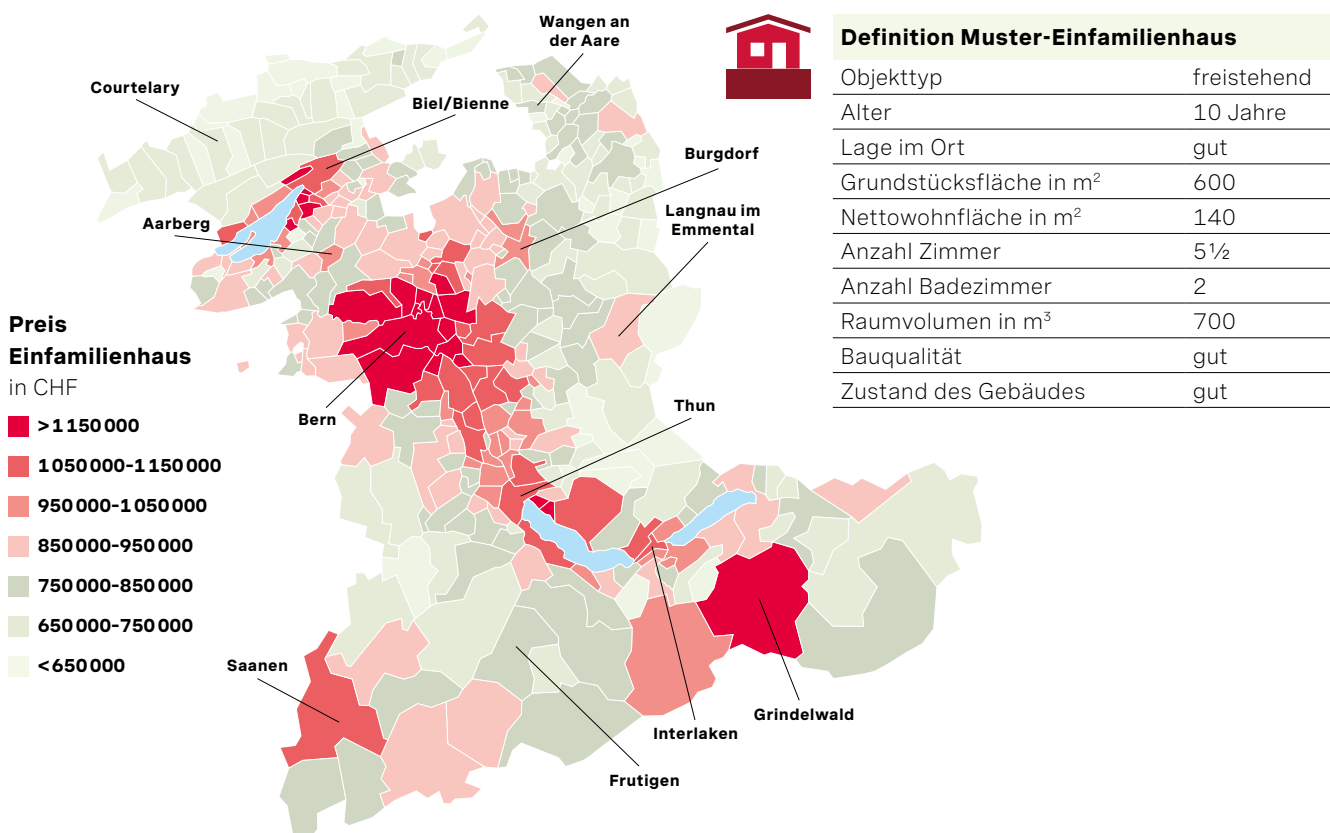 Wangen an
der Aare
Courtelary
Biel/Bienne
Burgdorf
Langnau im
Emmental
Aarberg
Bern
Thun
Saanen
Grindelwald
Interlaken
Frutigen
Preis
Einfamilienhaus
in CHF
>1 150 000
1 050 000-1 150 000
950 000-1 050 000
850 000-950 000
750 000-850 000
650 000-750 000
<650 000
Definition Muster-Einfamilienhaus
Objekttyp freistehend
Alter 10 Jahre
Lage im Ort gut
Grundstücksfläche in m² 600
Nettowohnfläche in m² 140
Anzahl Zimmer 5½
Anzahl Badezimmer 2
Raumvolumen in m³ 700
Bauqualität gut
Zustand des Gebäudes gut